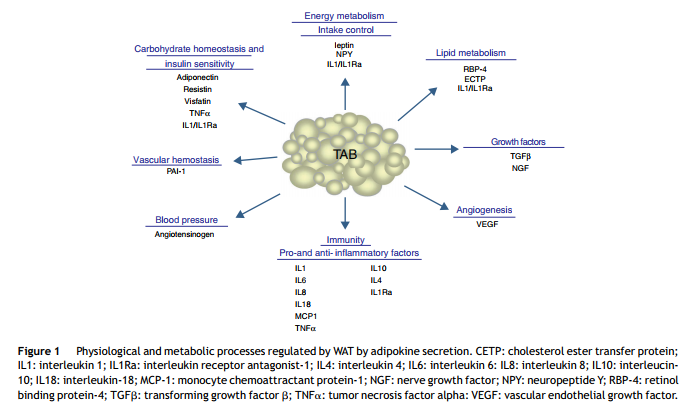 Energy metabolism
Intake control
leptin
NPY
IL1/IL1Ra
Carbohydrate homeostasis and
insulin sensitivity
Adiponectin
Resistin
Visfatin
TNFα
IL1/IL1Ra
Lipid metabolism
RBP-4
ECTP
IL1/IL1Ra
TAB
Growth factors
TGFβ
NGF
Vascular hemostasis
PAI-1
Angiogenesis
VEGF
Blood pressure
Angiotensinogen
Immunity
Pro-and anti- inflammatory factors
IL1 IL10
IL6 IL4
IL8 IL1Ra
IL18
MCP1
TNFα
Figure 1 Physiological and metabolic processes regulated by WAT by adipokine secretion. CETP: cholesterol ester transfer protein;
IL1: interleukin 1; IL1Ra: interleukin receptor antagonist-1; IL4: interleukin 4; IL6: interleukin 6: IL8: interleukin 8; IL10: interleucin-
10; IL18: interleukin-18; MCP-1: monocyte chemoattractant protein-1; NGF: nerve growth factor; NPY: neuropeptide Y; RBP-4: retinol
binding protein-4; TGFβ: transforming growth factor β; TNFα: tumor necrosis factor alpha: VEGF: vascular endothelial growth factor.